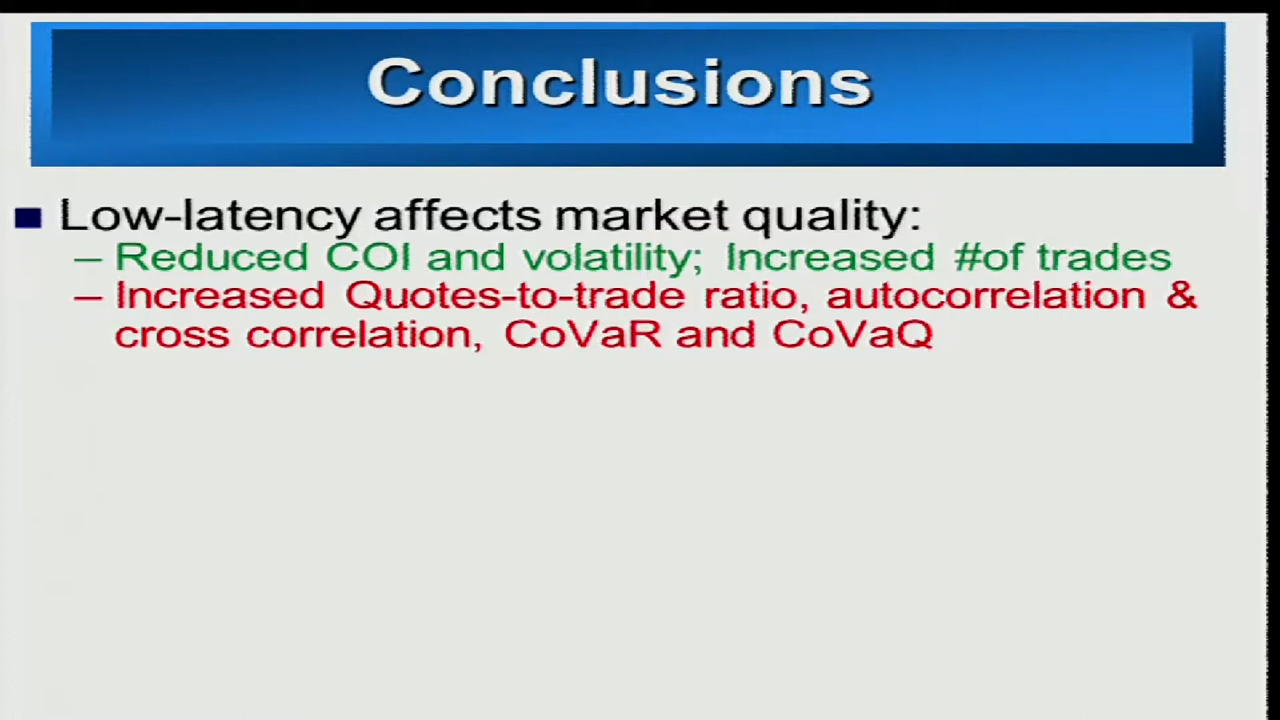 Conclusions
Low-latency affects market quality:
– Reduced COI and volatility; Increased #of trades
– Increased Quotes-to-trade ratio, autocorrelation &
cross correlation, CoVaR and CoVaQ